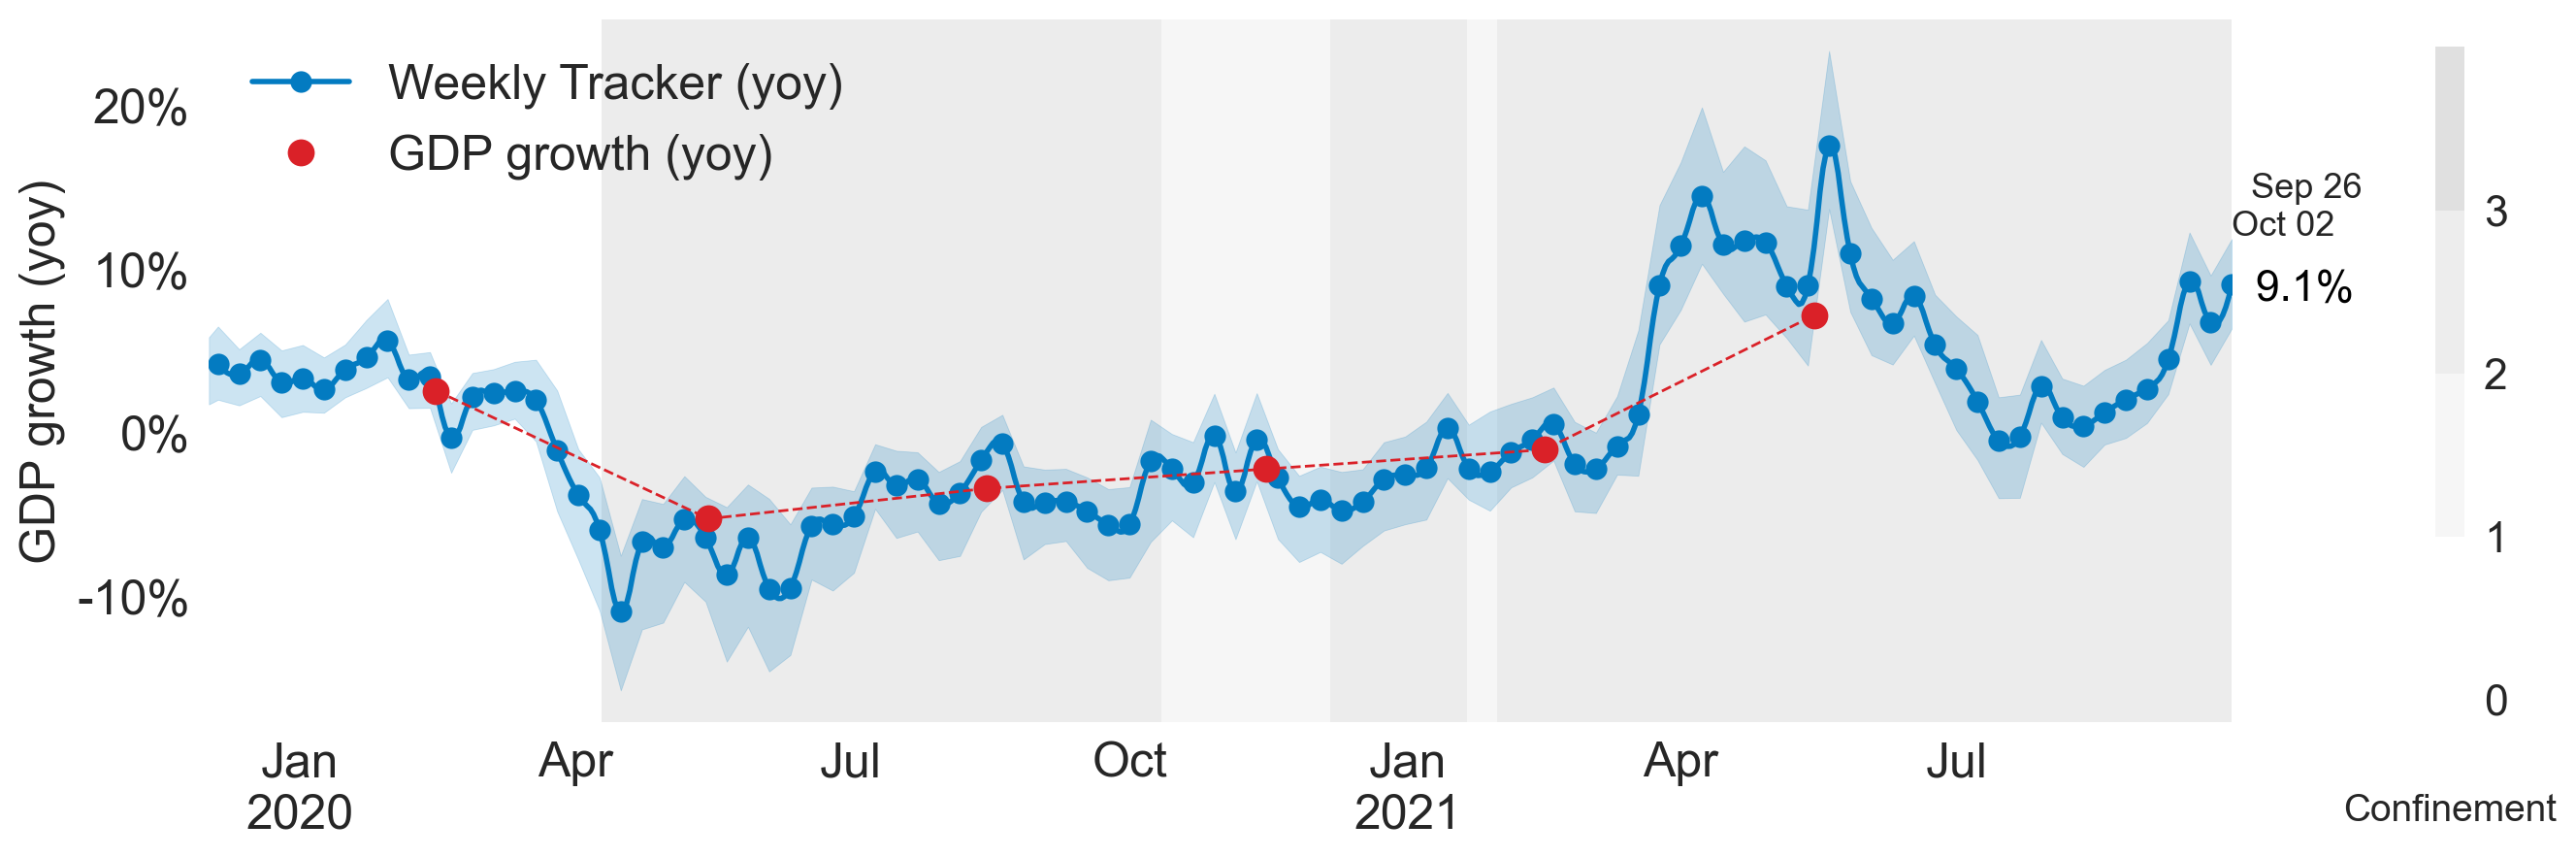 Weekly Tracker (yoy)
GDP growth (yoy)
GDP growth (yoy)
20%
10%
0%
-10%
Jan
2020
Apr
Jul
Oct
Jan
2021
Apr
Jul
Sep 26
Oct 02
9.1%
3
2
1
0
Confinement